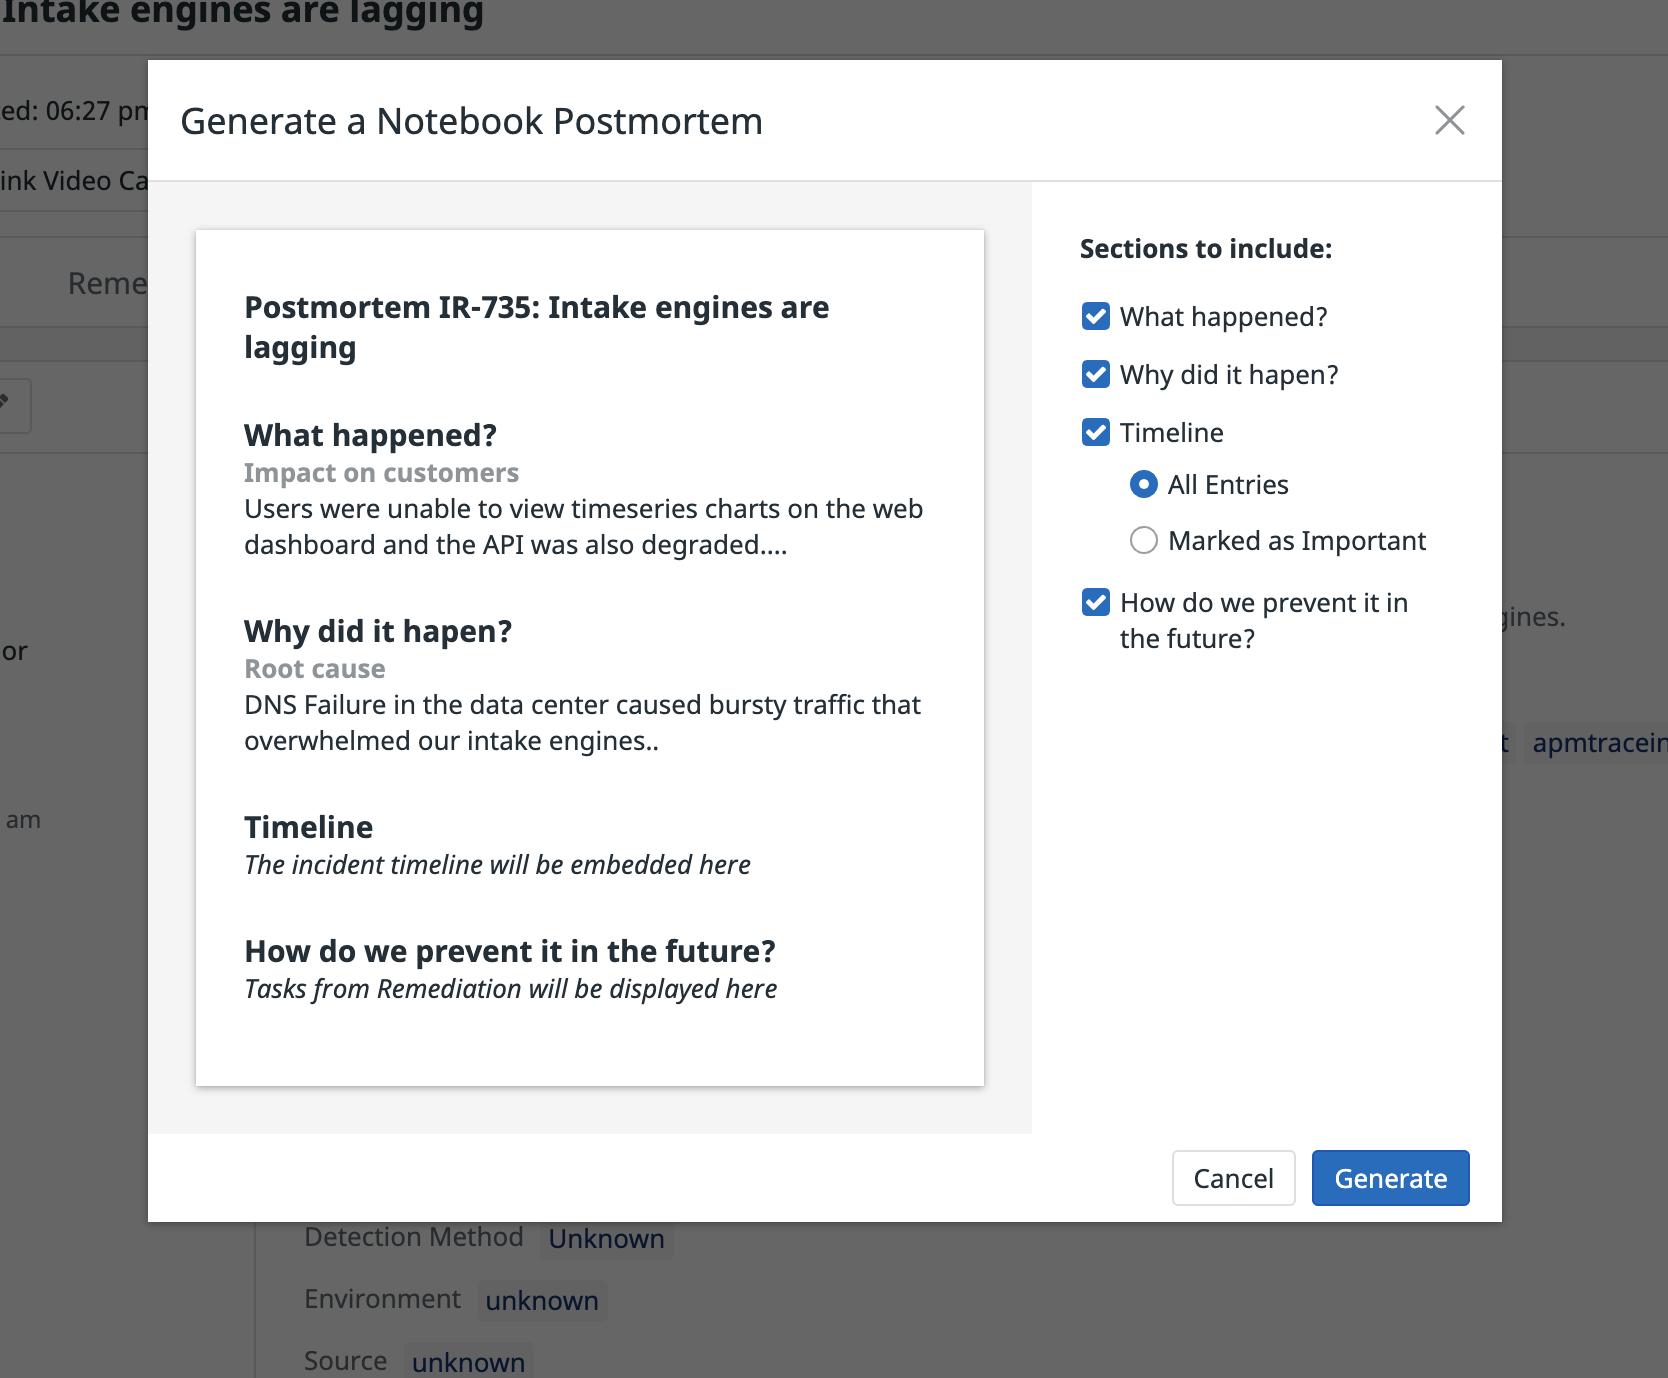 Intake engines are lagging
ed: 06:27 pm
ink Video Ca
Reme
or
am
Generate a Notebook Postmortem
Postmortem IR-735: Intake engines are
lagging
What happened?
Impact on customers
Users were unable to view timeseries charts on the web
dashboard and the API was also degraded....
Why did it hapen?
Root cause
DNS Failure in the data center caused bursty traffic that
overwhelmed our intake engines..
Timeline
The incident timeline will be embedded here
How do we prevent it in the future?
Tasks from Remediation will be displayed here
Sections to include:
What happened?
Why did it hapen?
Timeline
All Entries
Marked as Important
How do we prevent it in
the future?
Cancel
Generate
gines.
t apmtracein
Detection Method Unknown
Environment unknown
Source unknown